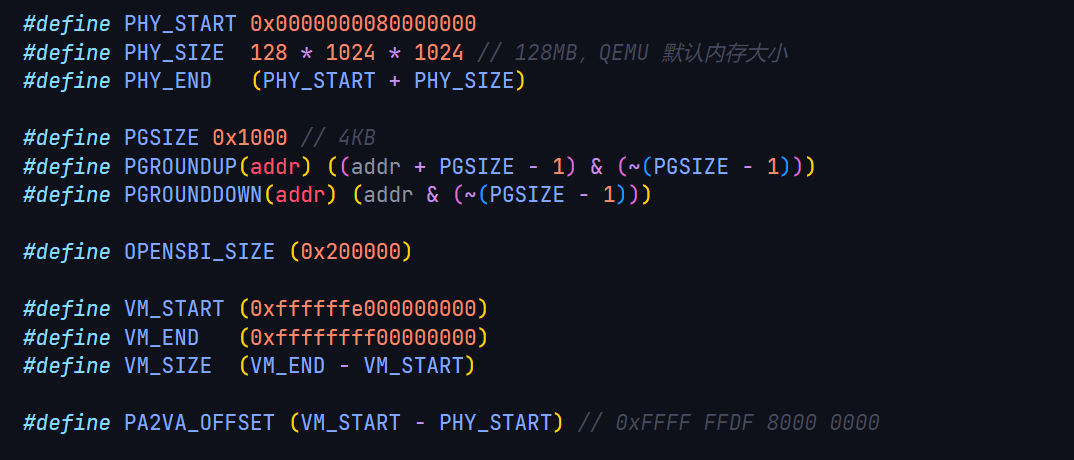 #define PHY_START 0x0000000080000000
#define PHY_SIZE  128 * 1024 * 1024 // 128MB, QEMU 默认内存大小
#define PHY_END   (PHY_START + PHY_SIZE)
#define PGSIZE 0x1000 // 4KB
#define PGROUNDUP(addr) ((addr + PGSIZE - 1) & (~(PGSIZE - 1)))
#define PGROUNDDOWN(addr) (addr & (~(PGSIZE - 1)))
#define OPENSBI_SIZE (0x200000)
#define VM_START (0xffffffe000000000)
#define VM_END   (0xffffffff00000000)
#define VM_SIZE  (VM_END - VM_START)
#define PA2VA_OFFSET (VM_START - PHY_START) // 0xFFFF FFDF 8000 0000